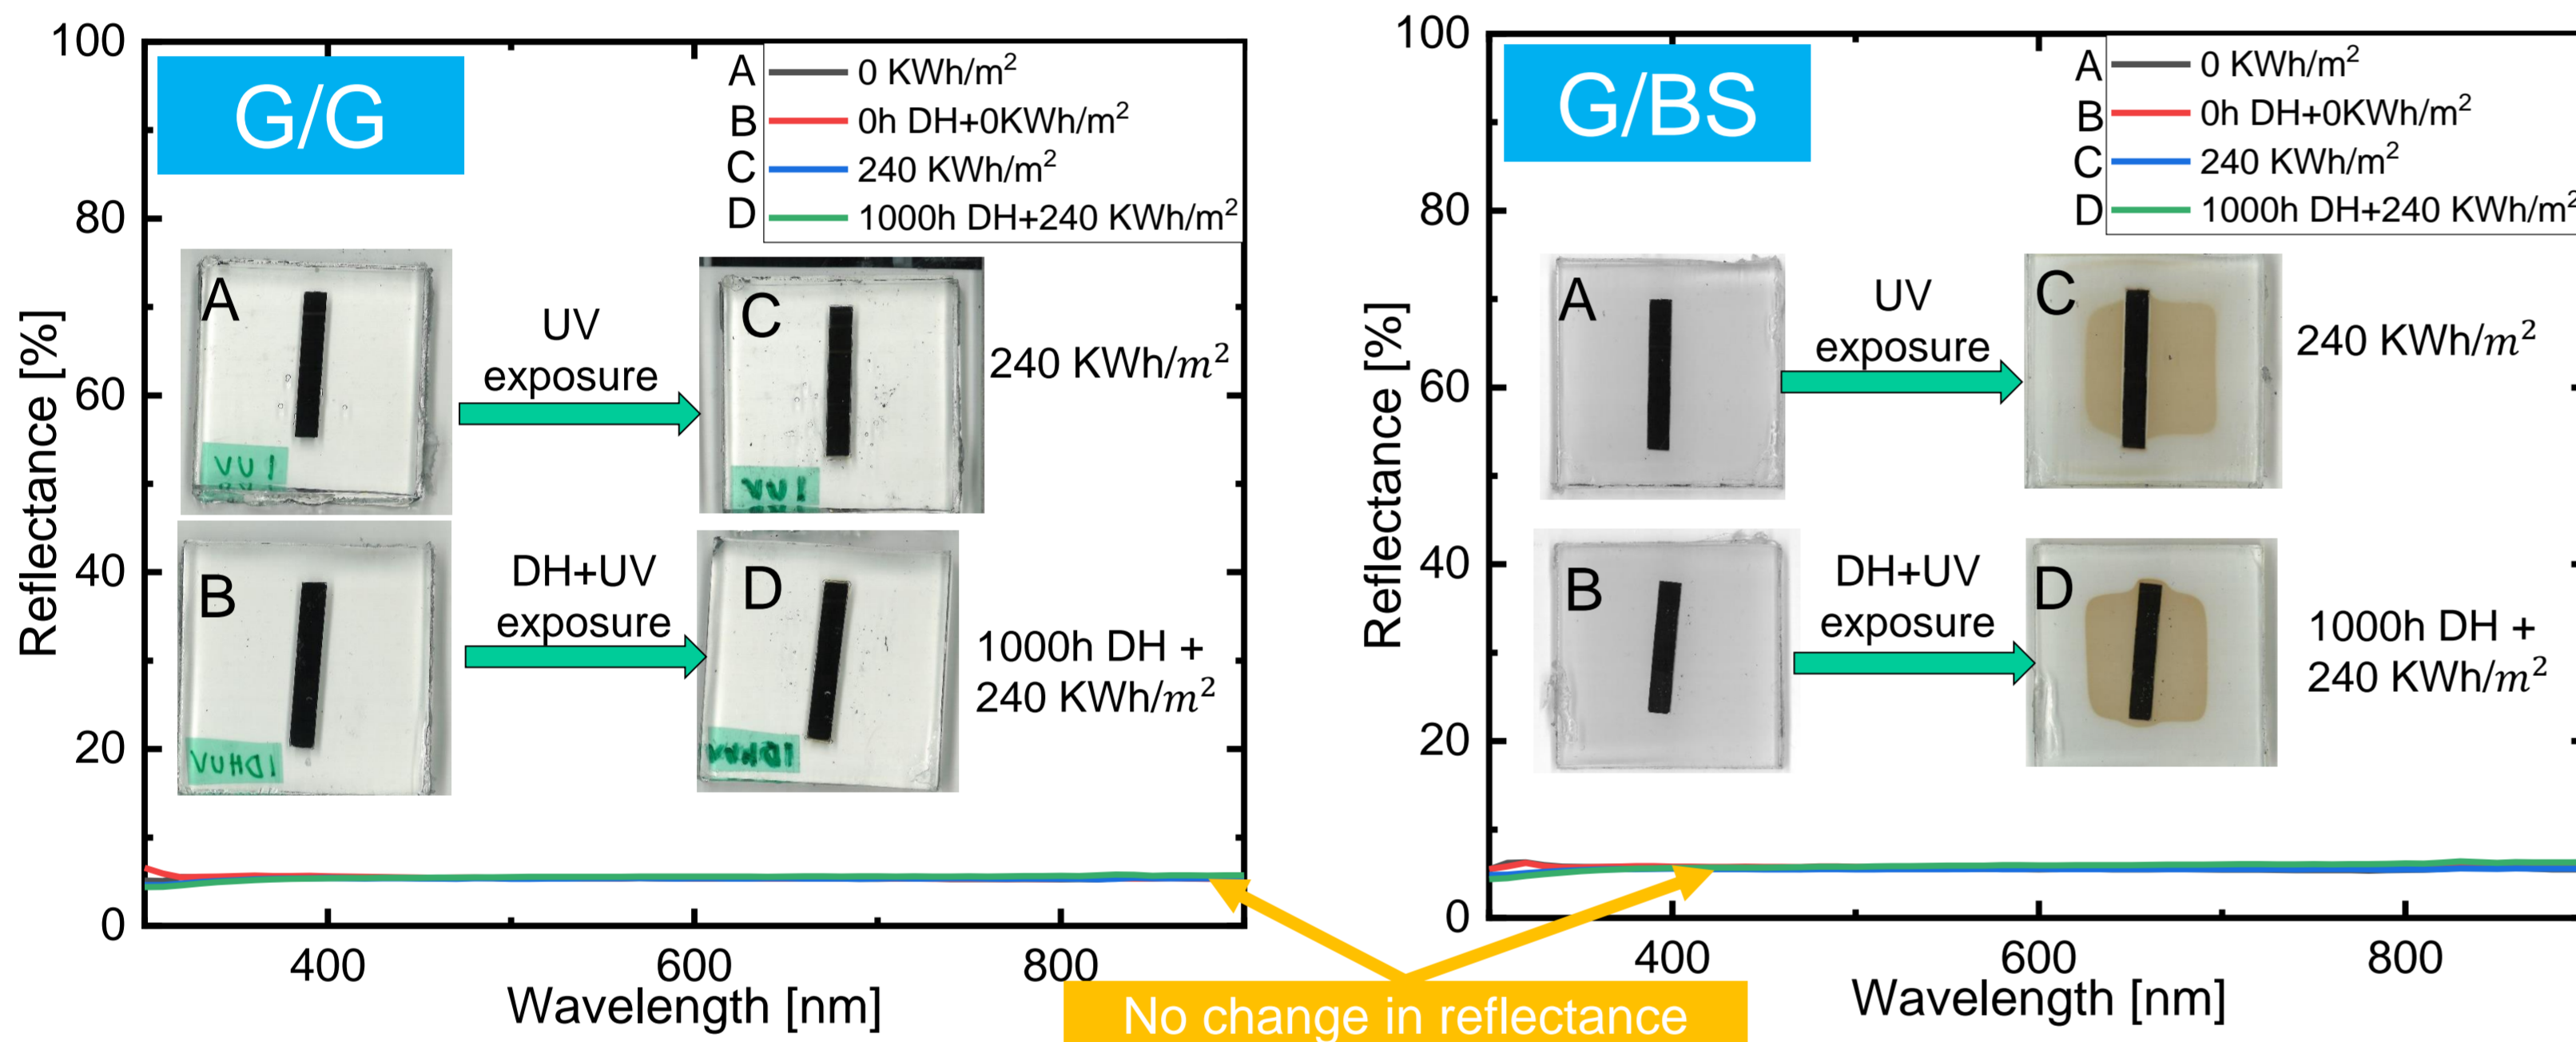 G/G
A 0 KWh/m²
B 0h DH+0KWh/m²
C 240 KWh/m²
D 1000h DH+240 KWh/m²
100
80
60
40
20
0
Reflectance [%]
A
UV
exposure
C
240 KWh/m²
B
DH+UV
exposure
D
1000h DH +
240 KWh/m²
400
600
800
Wavelength [nm]
G/BS
A 0 KWh/m²
B 0h DH+0KWh/m²
C 240 KWh/m²
D 1000h DH+240 KWh/m²
100
80
60
40
20
0
Reflectance [%]
A
UV
exposure
C
240 KWh/m²
B
DH+UV
exposure
D
1000h DH +
240 KWh/m²
400
600
800
Wavelength [nm]
No change in reflectance